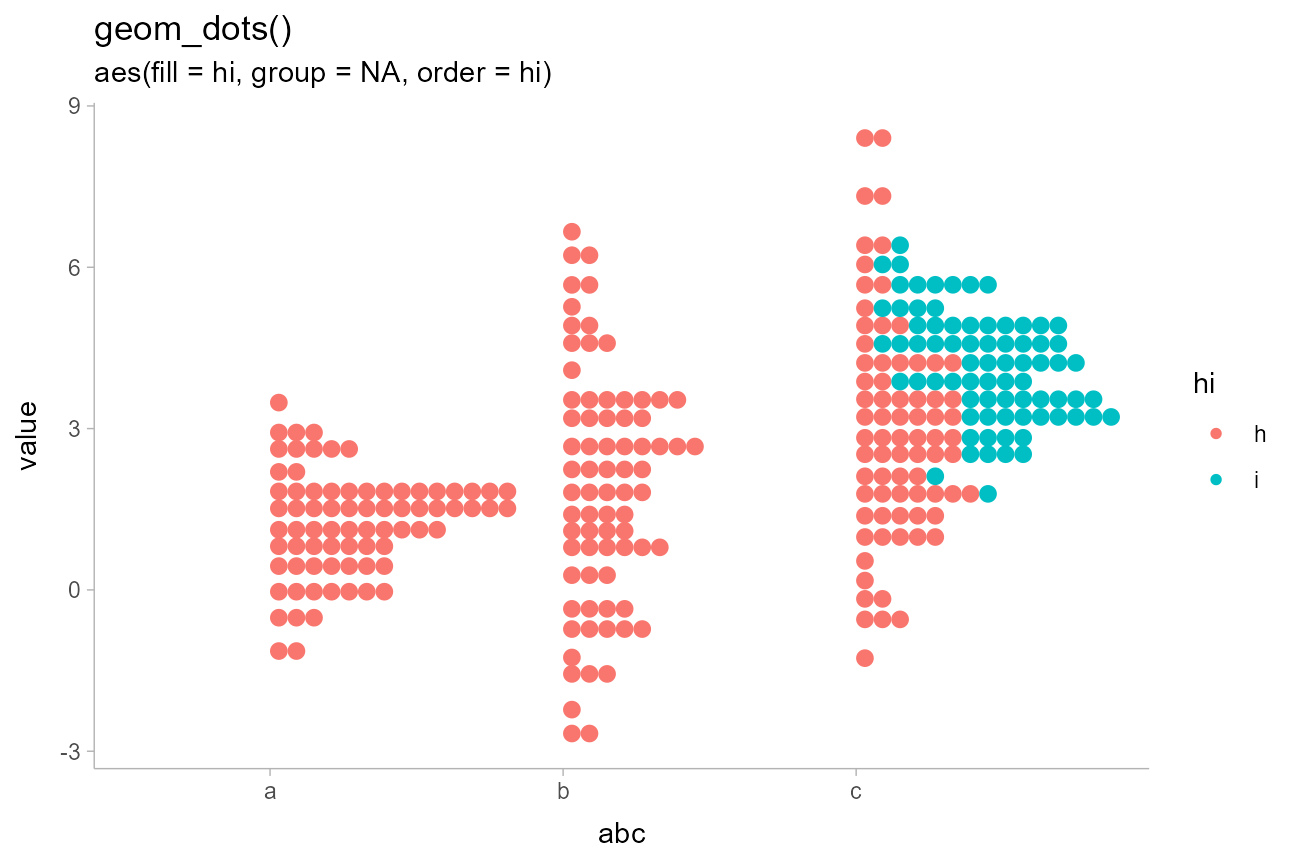 geom_dots()
aes(fill = hi, group = NA, order = hi)
9
6
3
0
-3
value
a
b
c
abc
hi
h
i